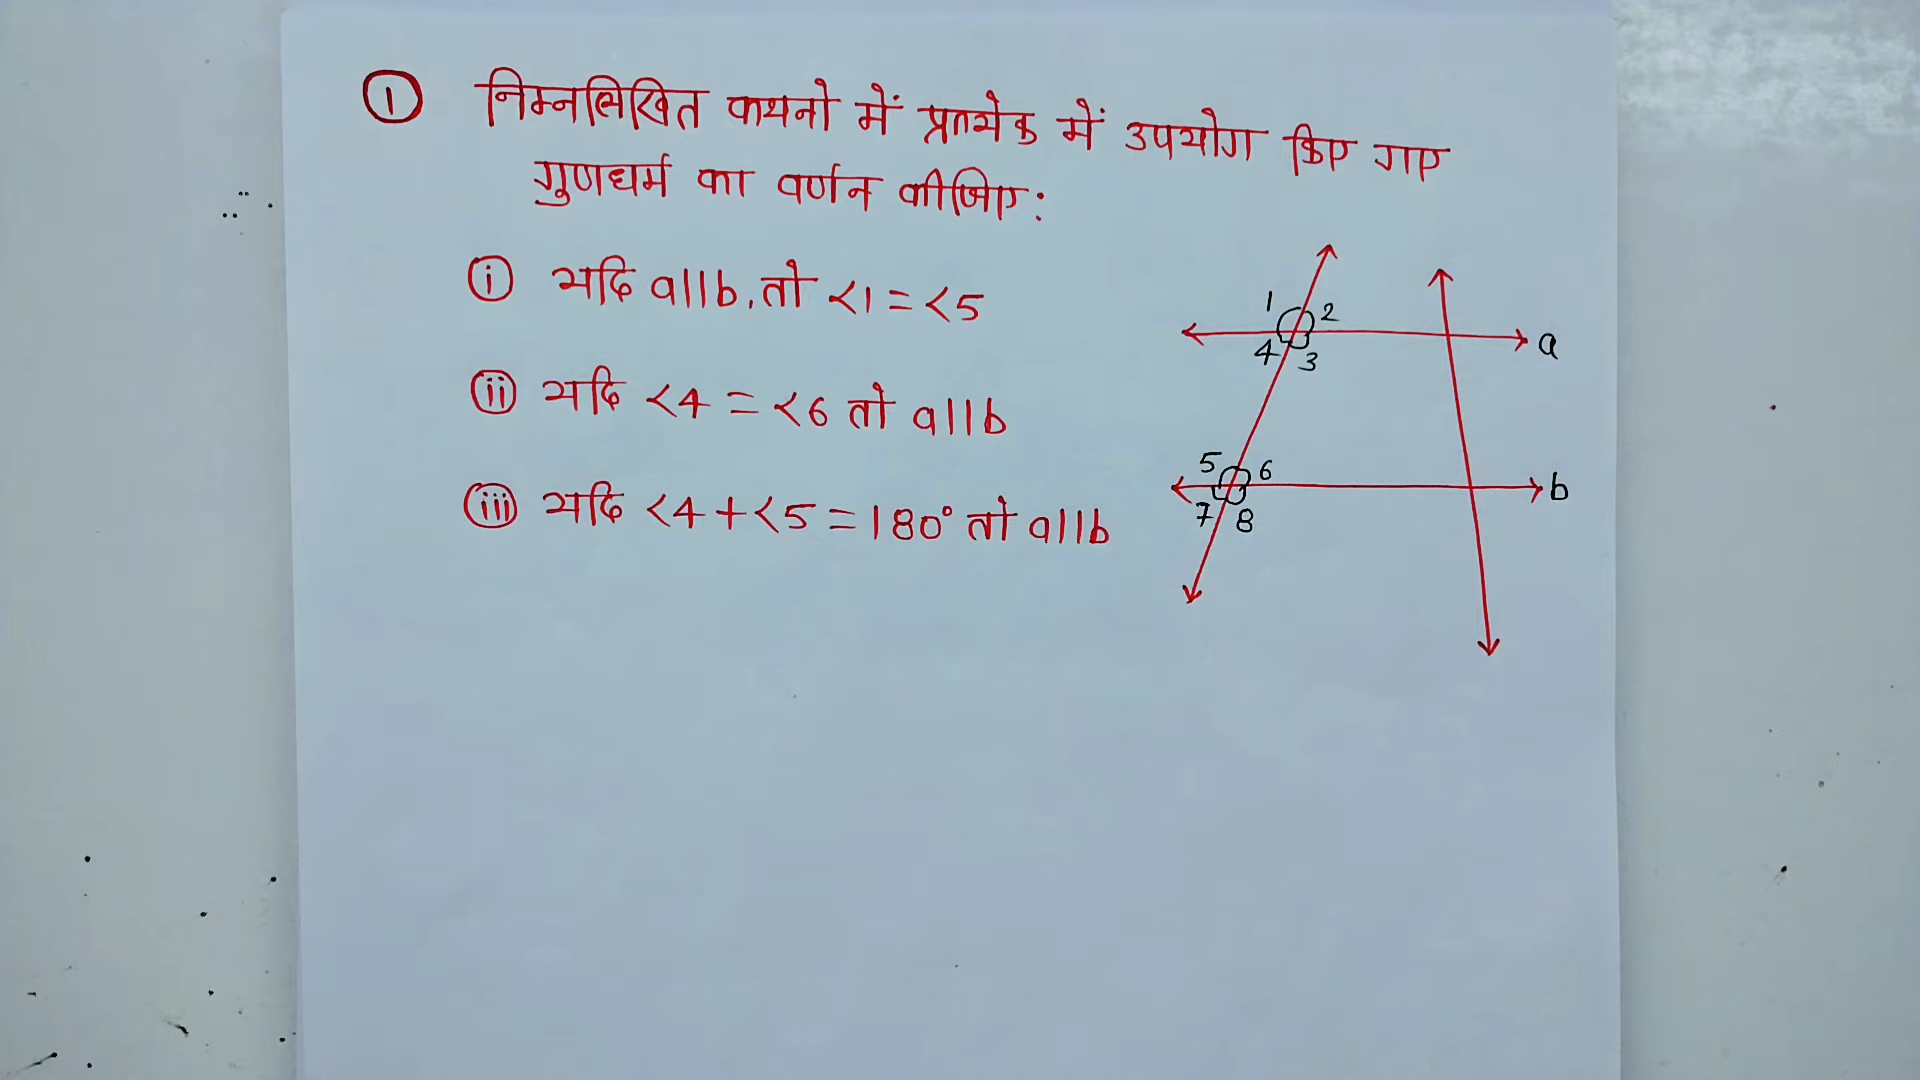 ① निम्नलिखित कथनो में प्रत्येक में उपयोग किए गए
गुणधर्म का वर्णन कीजिए:
ⓘ यदि a||b, तो <1 = <5
ⓘⓘ यदि <4 = <6 तो a||b
ⓘⓘⓘ यदि <4 + <5 = 180° तो a||b
1 2
a
4 3
5 6
b
7 8